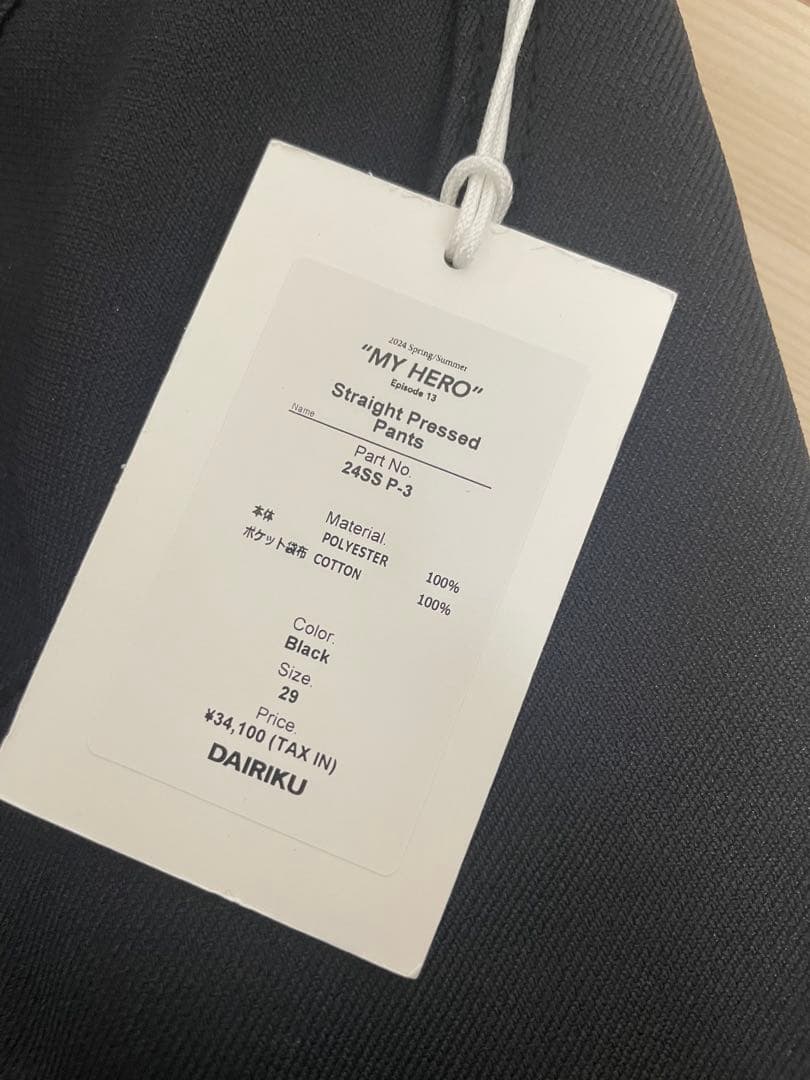 2024 Spring/Summer
“MY HERO”
Episode 13
Name
Straight Pressed
Pants
Part No.
24SS P-3
Material.
本体 POLYESTER 100%
ポケット袋布 COTTON 100%
Color.
Black
Size.
29
Price.
¥34,100 (TAX IN)
DAIRIKU